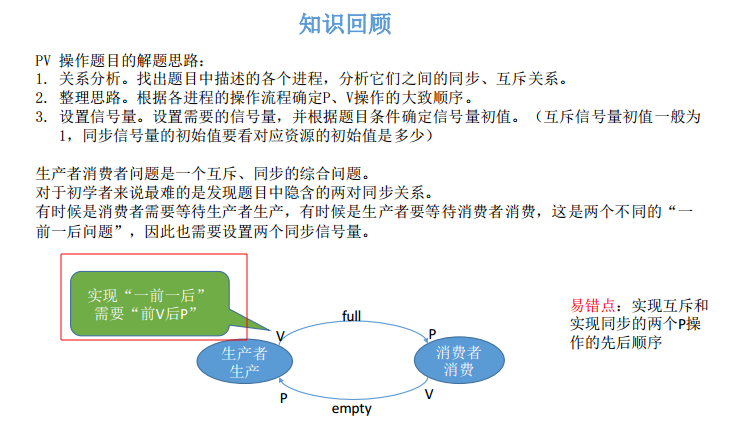 知识回顾
PV 操作题目的解题思路：
1. 关系分析。找出题目中描述的各个进程，分析它们之间的同步、互斥关系。
2. 整理思路。根据各进程的操作流程确定P、V操作的大致顺序。
3. 设置信号量。设置需要的信号量，并根据题目条件确定信号量初值。（互斥信号量初值一般为
1，同步信号量的初始值要看对应资源的初始值是多少）
生产者消费者问题是一个互斥、同步的综合问题。
对于初学者来说最难的是发现题目中隐含的两对同步关系。
有时候是消费者需要等待生产者生产，有时候是生产者要等待消费者消费，这是两个不同的“一
前一后问题”，因此也需要设置两个同步信号量。
实现“一前一后”
需要“前V后P”
易错点：实现互斥和
实现同步的两个P操
作的先后顺序
full
V
P
生产者
生产
消费者
消费
P
V
empty